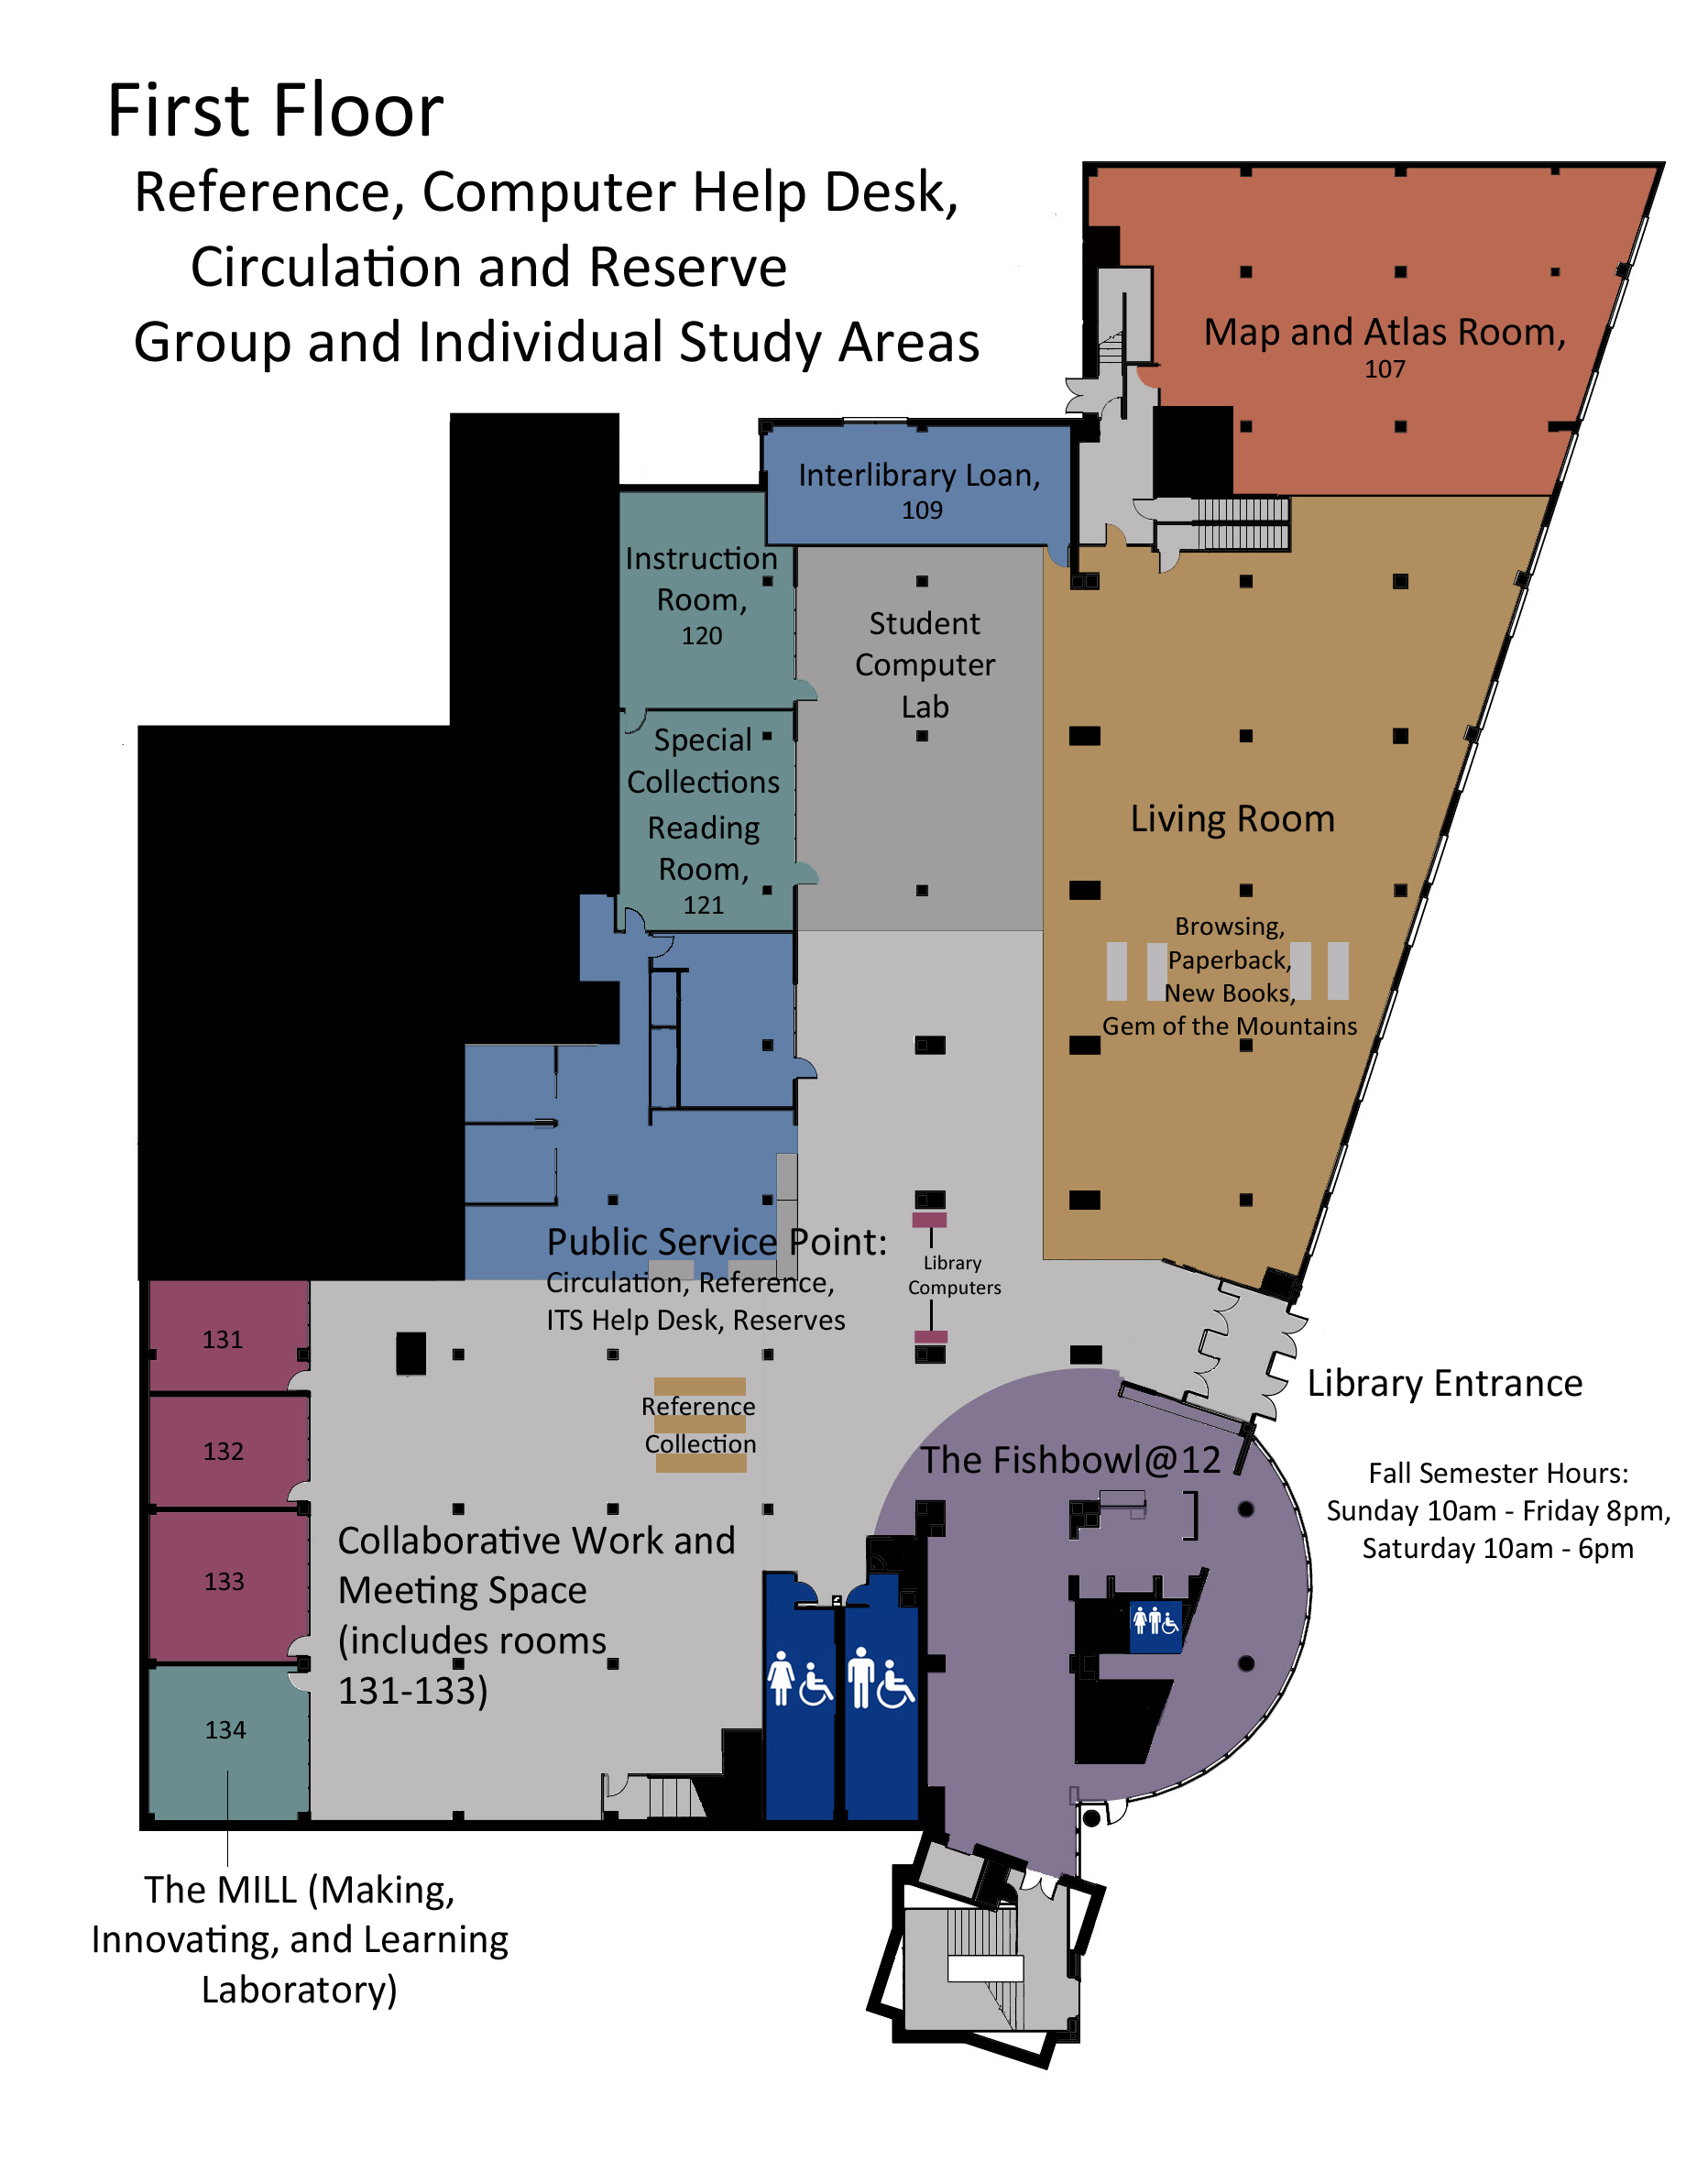 First Floor
Reference, Computer Help Desk,
Circulation and Reserve
Group and Individual Study Areas
Map and Atlas Room,
107
Interlibrary Loan,
109
Instruction
Room,
120
Student
Computer
Lab
Special
Collections
Reading
Room,
121
Living Room
Browsing,
Paperback,
New Books,
Gem of the Mountains
Public Service Point:
Circulation, Reference,
ITS Help Desk, Reserves
Library
Computers
131
132
133
134
Reference
Collection
Library Entrance
The Fishbowl@12
Fall Semester Hours:
Sunday 10am - Friday 8pm,
Saturday 10am - 6pm
Collaborative Work and
Meeting Space
(includes rooms
131-133)
The MILL (Making,
Innovating, and Learning
Laboratory)